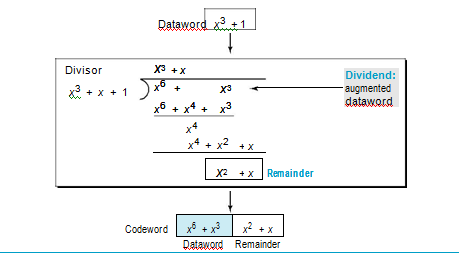 Dataword x³ + 1
Divisor X³ + x
x³ + x + 1 x⁶ + X³
Dividend:
augmented
dataword
x⁶ + x⁴ + x³
x⁴
x⁴ + x² + x
X² + x Remainder
Codeword x⁶ + x³ x² + x
Dataword Remainder